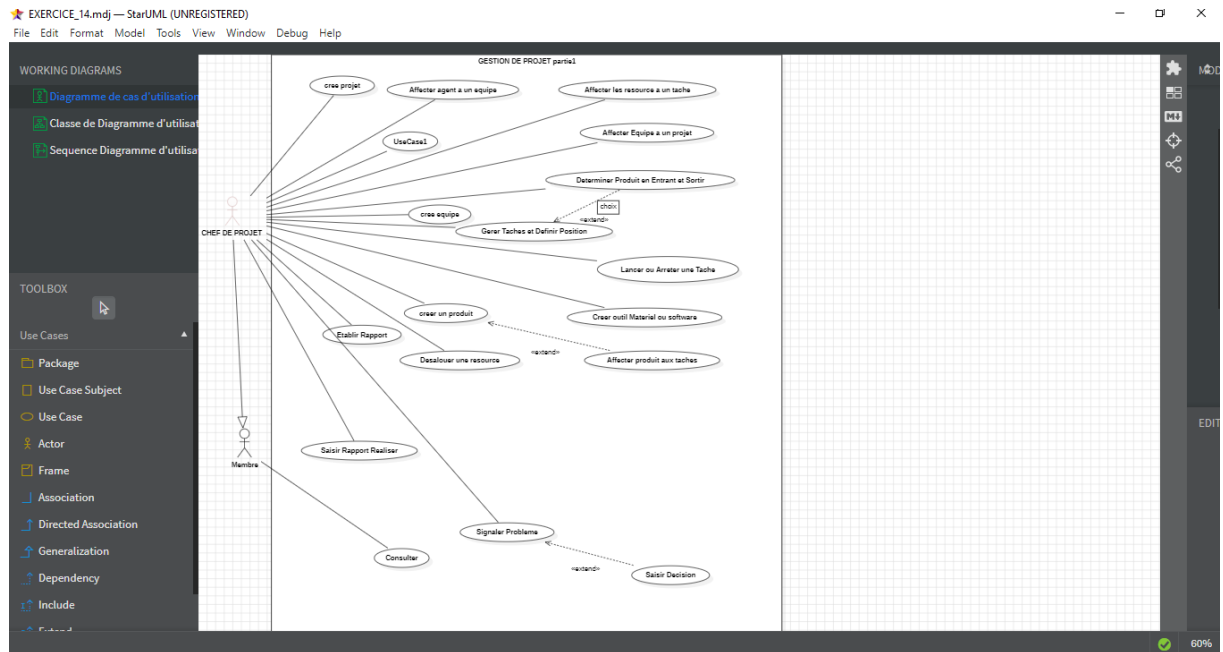 EXERCICE_14.mdj — StarUML (UNREGISTERED)
File Edit Format Model Tools View Window Debug Help
WORKING DIAGRAMS
Diagramme de cas d'utilisation
Classe de Diagramme d'utilisat
Sequence Diagramme d'utilisa
TOOLBOX
Use Cases
Package
Use Case Subject
Use Case
Actor
Frame
Association
Directed Association
Generalization
Dependency
Include
Extend
GESTION DE PROJET partie1
cree projet
Affecter agent a un equipe
Affecter les resource a un tache
UseCase1
Affecter Equipe a un projet
Determiner Produit en Entrant et Sortir
choix
«extend»
cree equipe
Gerer Taches et Definir Position
CHEF DE PROJET
Lancer ou Arreter une Tache
creer un produit
Creer outil Materiel ou software
Etablir Rapport
«extend»
Desalouer une resource
Affecter produit aux taches
Saisir Rapport Realiser
Membre
Signaler Probleme
Consulter
«extend»
Saisir Decision
EDIT
60%